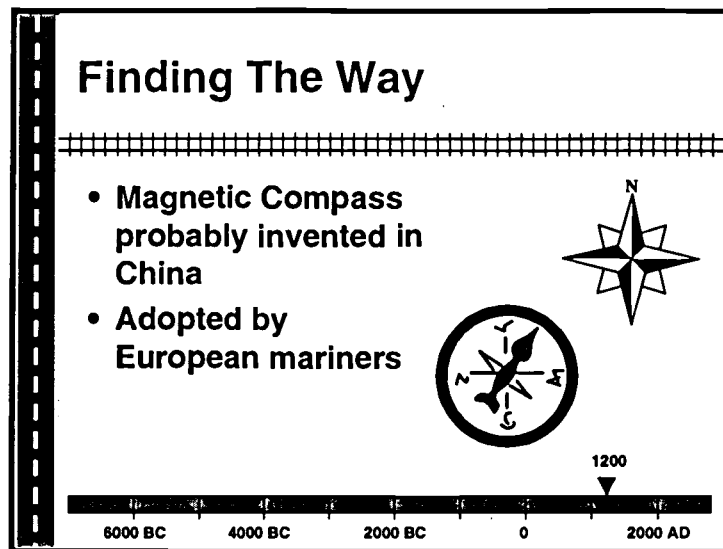 Finding The Way
• Magnetic Compass
probably invented in
China
• Adopted by
European mariners
N
1200
6000 BC
4000 BC
2000 BC
0
2000 AD